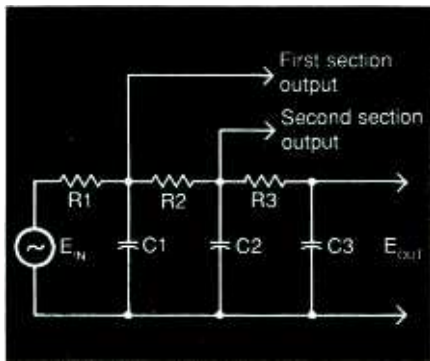 First section
output
Second section
output
R1
R2
R3
E_IN
C1
C2
C3
E_OUT